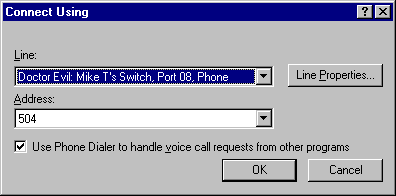 Connect Using
Line:
Doctor Evil: Mike T's Switch, Port 08, Phone
Line Properties...
Address:
504
Use Phone Dialer to handle voice call requests from other programs
OK
Cancel